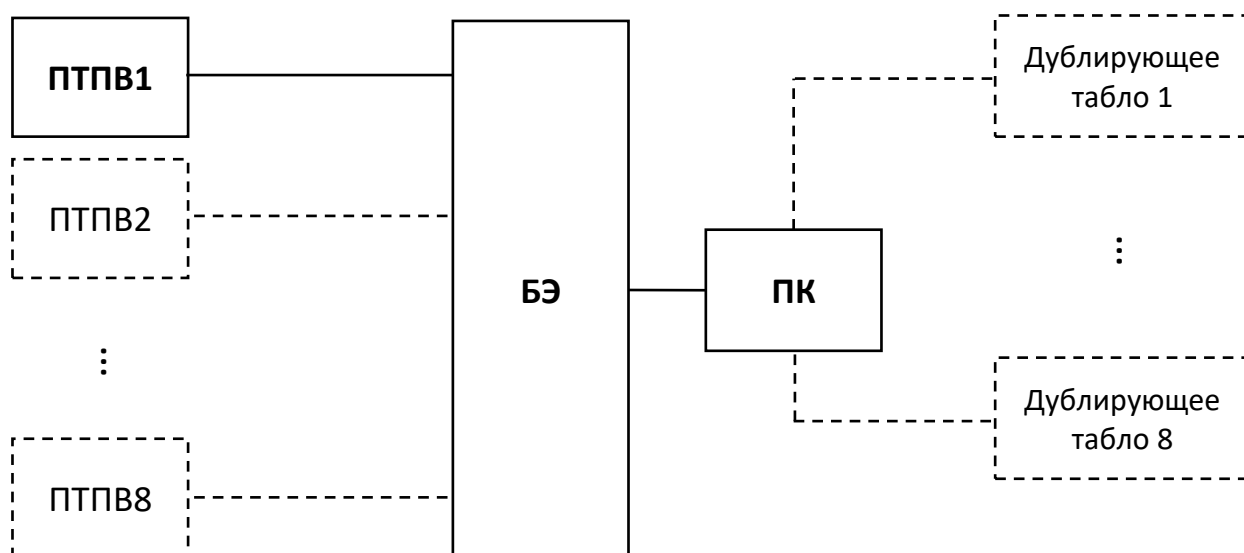 ПТПВ1
ПТПВ2
...
ПТПВ8
БЭ
ПК
Дублирующее
табло 1
...
Дублирующее
табло 8